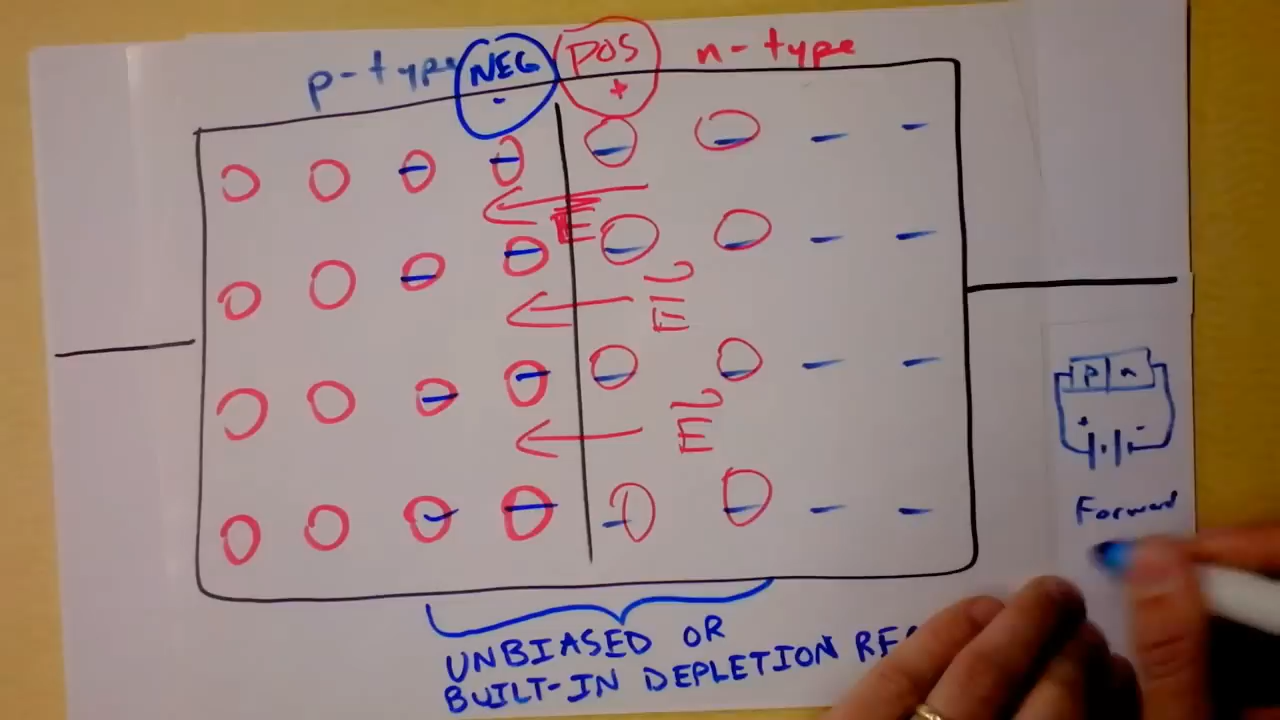 p-type NEG POS n-type
- +
E
E
E
p n
+ -
Forward
UNBIASED OR
BUILT-IN DEPLETION